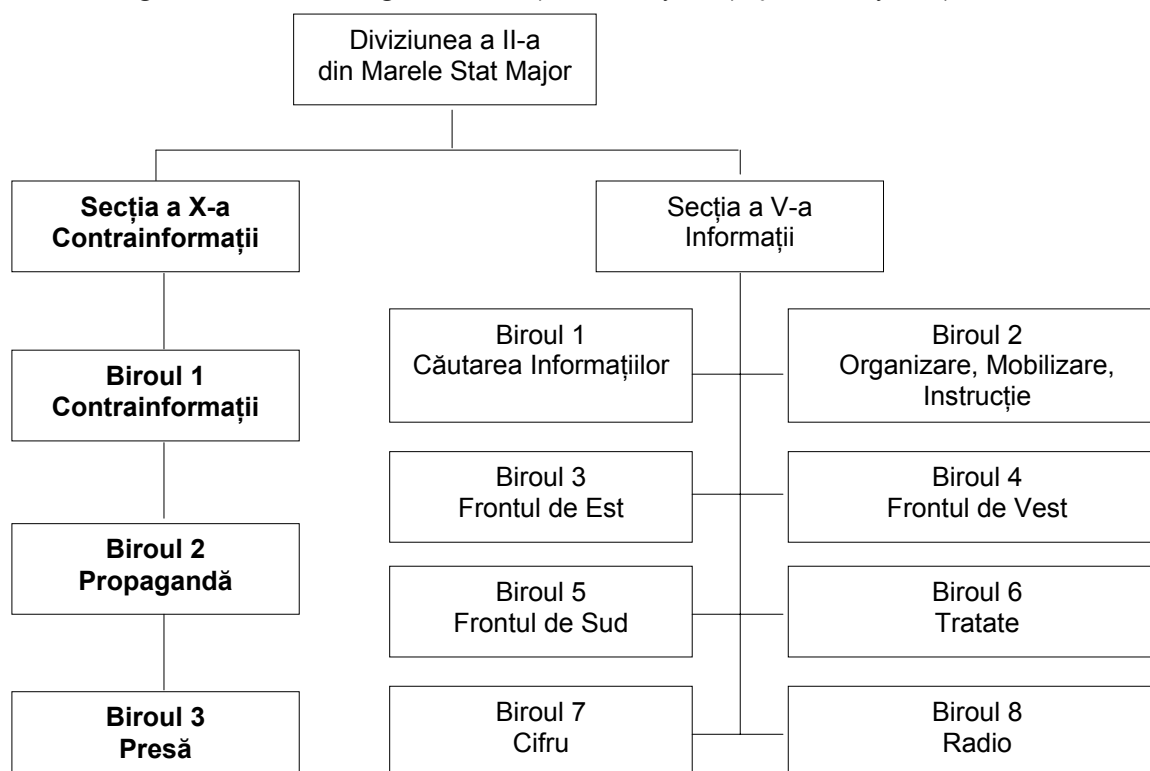 Diviziunea a II-a
din Marele Stat Major
Secția a X-a
Contrainformații
Secția a V-a
Informații
Biroul 1
Contrainformații
Biroul 2
Propagandă
Biroul 3
Presă
Biroul 1
Căutarea Informațiilor
Biroul 2
Organizare, Mobilizare,
Instrucție
Biroul 3
Frontul de Est
Biroul 4
Frontul de Vest
Biroul 5
Frontul de Sud
Biroul 6
Tratate
Biroul 7
Cifru
Biroul 8
Radio